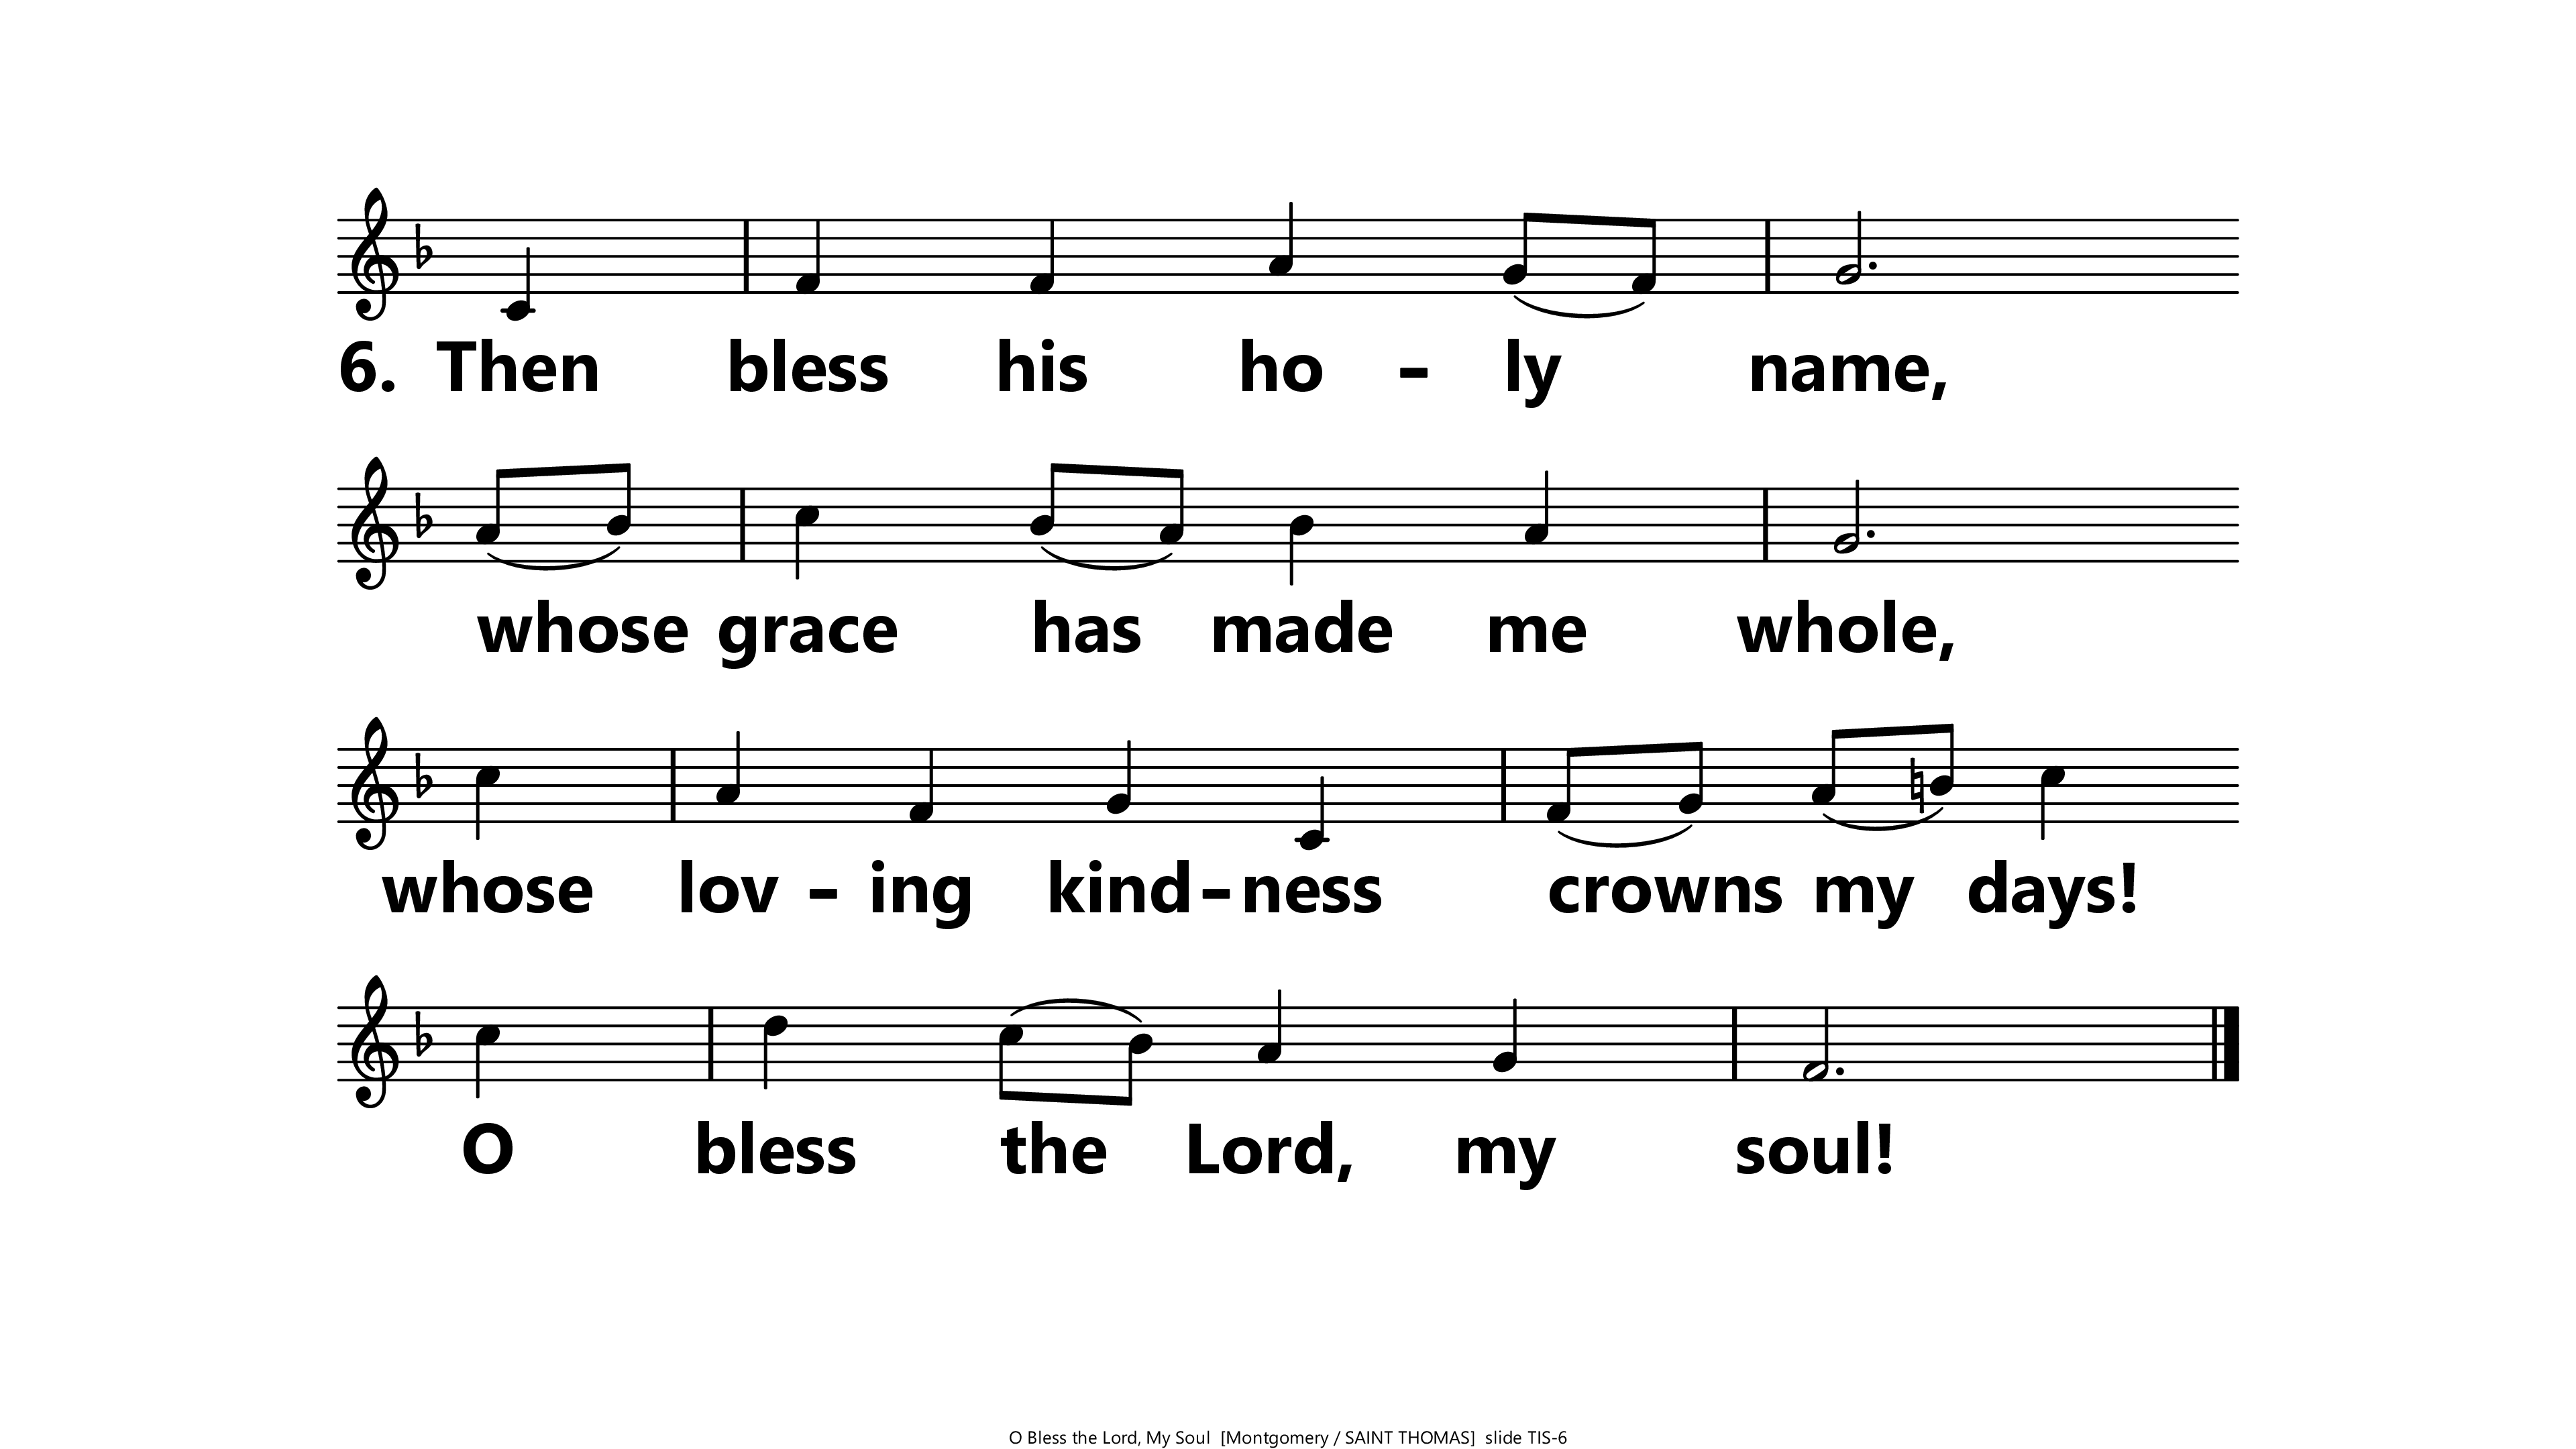 6. Then bless his ho - ly name,
whose grace has made me whole,
whose lov - ing kind - ness crowns my days!
O bless the Lord, my soul!
O Bless the Lord, My Soul [Montgomery / SAINT THOMAS] slide TIS-6